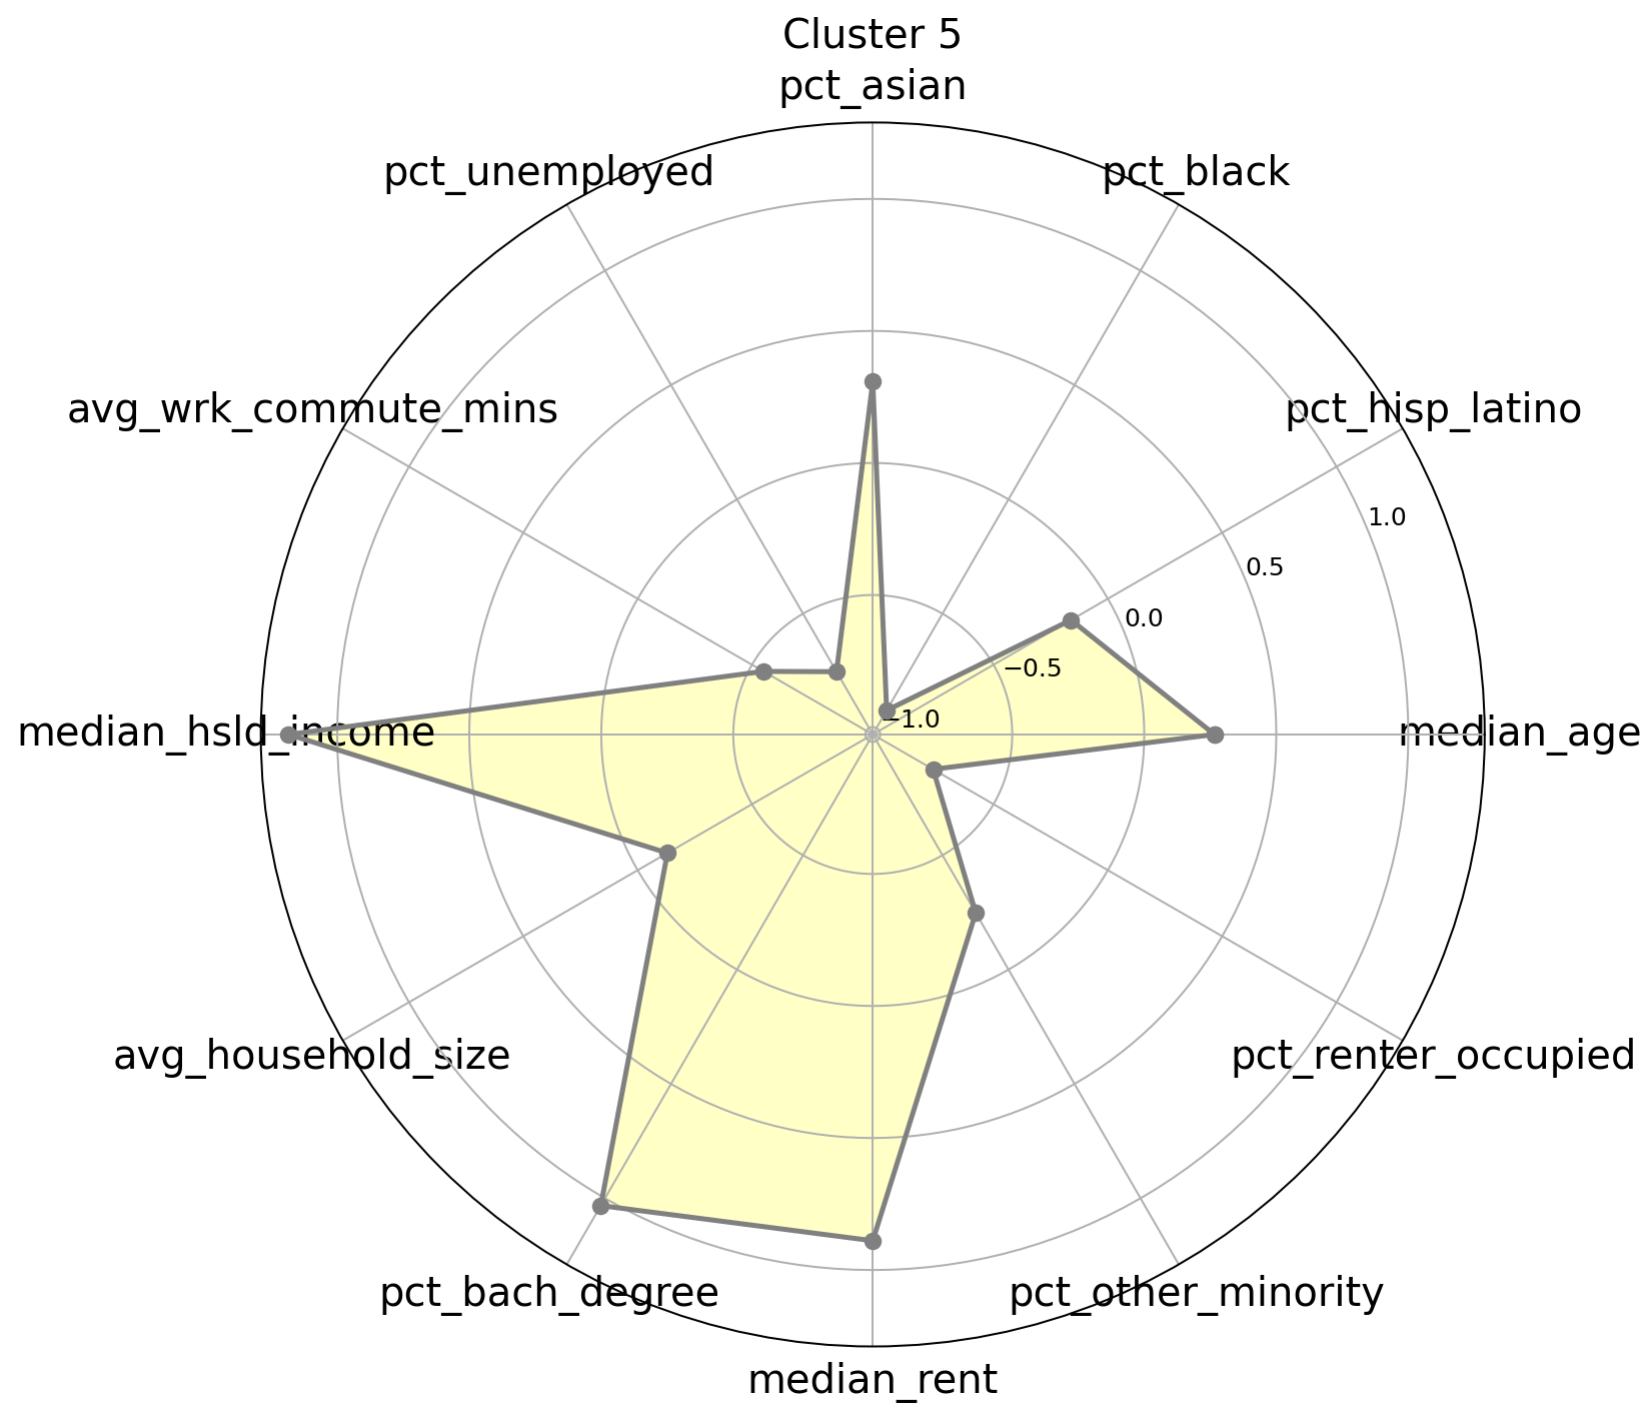 Cluster 5
pct_asian
pct_unemployed
pct_black
avg_wrk_commute_mins
pct_hisp_latino
1.0
0.5
0.0
−0.5
−1.0
median_hsld_income
median_age
avg_household_size
pct_renter_occupied
pct_bach_degree
pct_other_minority
median_rent